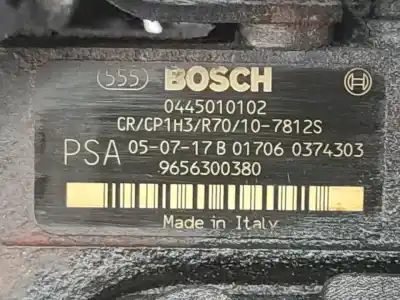 555 BOSCH
0445010102
CR/CP1H3/R70/10-7812S
PSA 05-07-17 B 01706 0374303
9656300380
Made in Italy